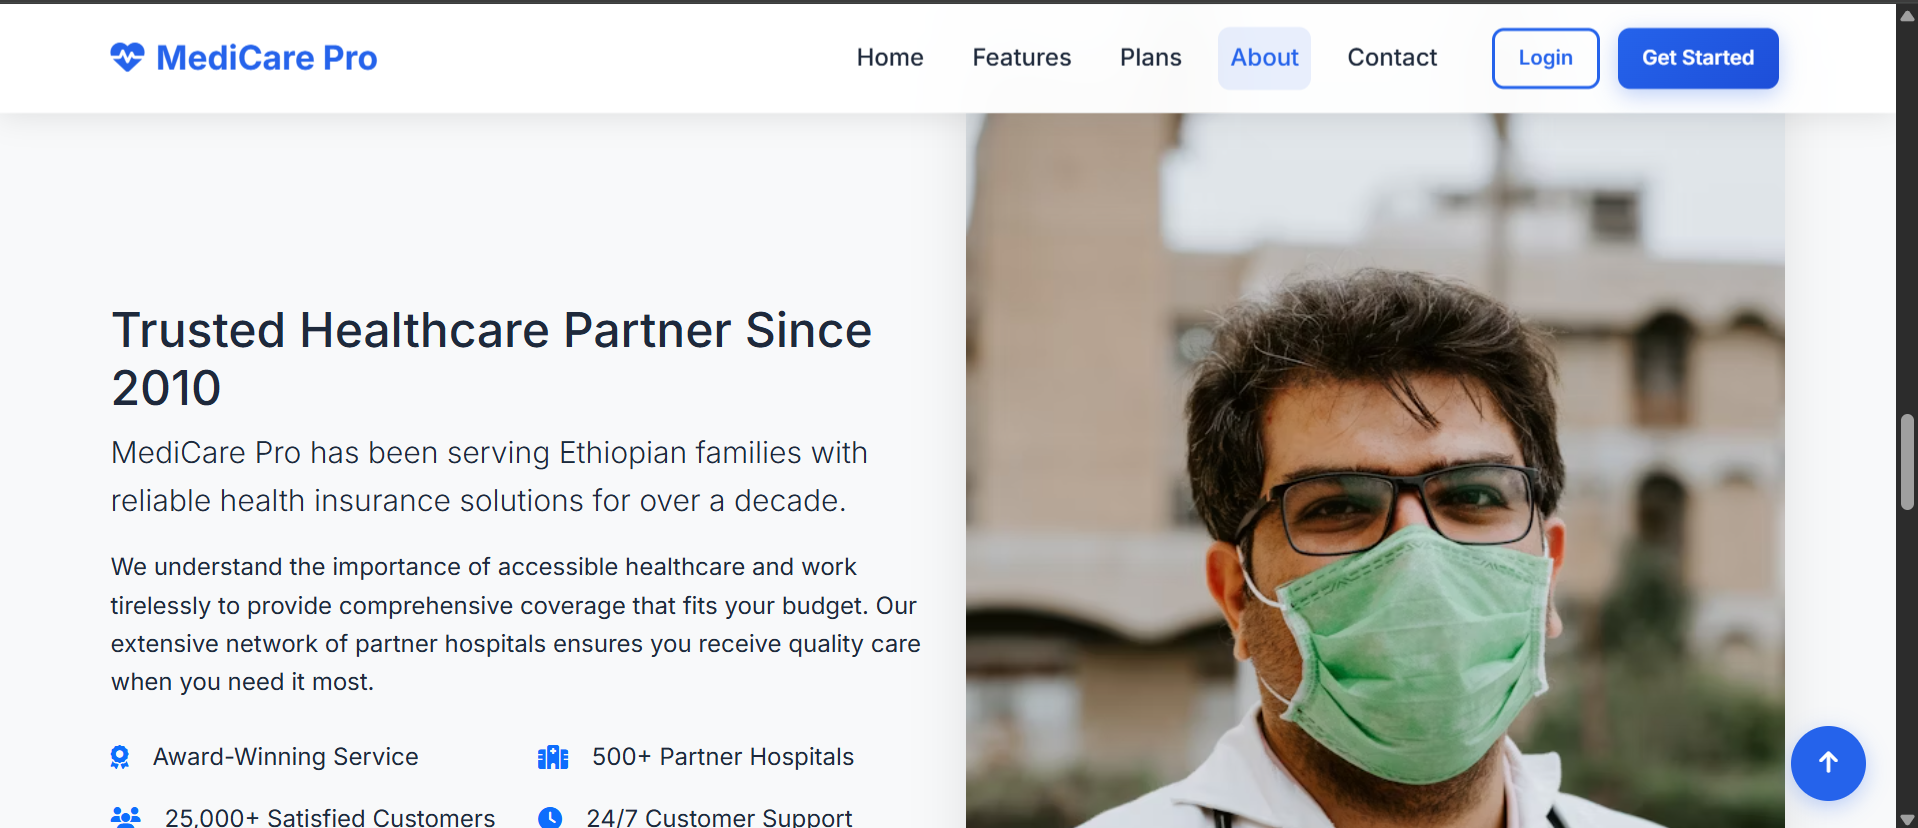 MediCare Pro
Home
Features
Plans
About
Contact
Login
Get Started
Trusted Healthcare Partner Since
2010
MediCare Pro has been serving Ethiopian families with
reliable health insurance solutions for over a decade.
We understand the importance of accessible healthcare and work
tirelessly to provide comprehensive coverage that fits your budget. Our
extensive network of partner hospitals ensures you receive quality care
when you need it most.
Award-Winning Service
500+ Partner Hospitals
25,000+ Satisfied Customers
24/7 Customer Support